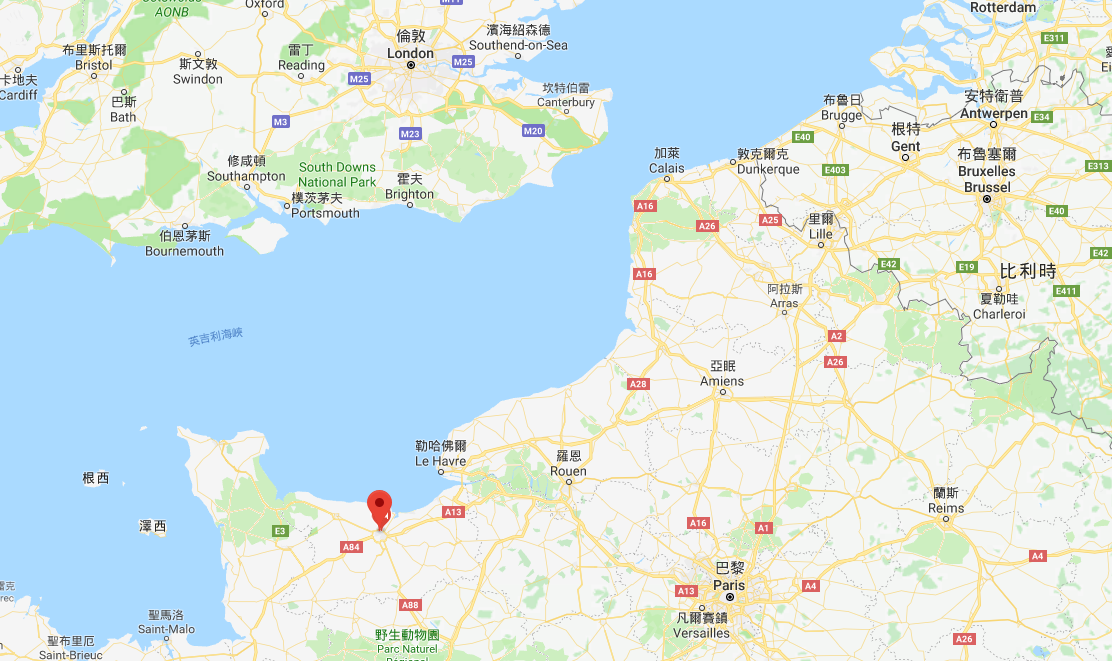 AONB
Oxford
M11
Rotterdam
E311
布里斯托爾
Bristol
斯文敦
Swindon
雷丁
Reading
倫敦
London
濱海紹森德
Southend-on-Sea
M25
M25
卡地夫
Cardiff
巴斯
Bath
坎特伯雷
Canterbury
布魯日
Brugge
安特衛普
Antwerpen
E34
M3
M23
M20
E40
根特
Gent
修咸頓
Southampton
South Downs
National Park
加萊
Calais
敦克爾克
Dunkerque
E403
布魯塞爾
Bruxelles
Brussel
E313
樸茨茅夫
Portsmouth
霍夫
Brighton
A16
A26
A25
里爾
Lille
E40
伯恩茅斯
Bournemouth
A16
E42
E19
比利時
E42
阿拉斯
Arras
夏勒哇
Charleroi
E411
英吉利海峽
A2
A26
亞眠
Amiens
A28
勒哈佛爾
Le Havre
羅恩
Rouen
根西
蘭斯
Reims
澤西
E3
A13
A84
A16
A1
A4
巴黎
Paris
A13
A4
A88
凡爾賽鎮
Versailles
聖馬洛
Saint-Malo
聖布里厄
Saint-Brieuc
野生動物園
Parc Naturel
Régional
A26